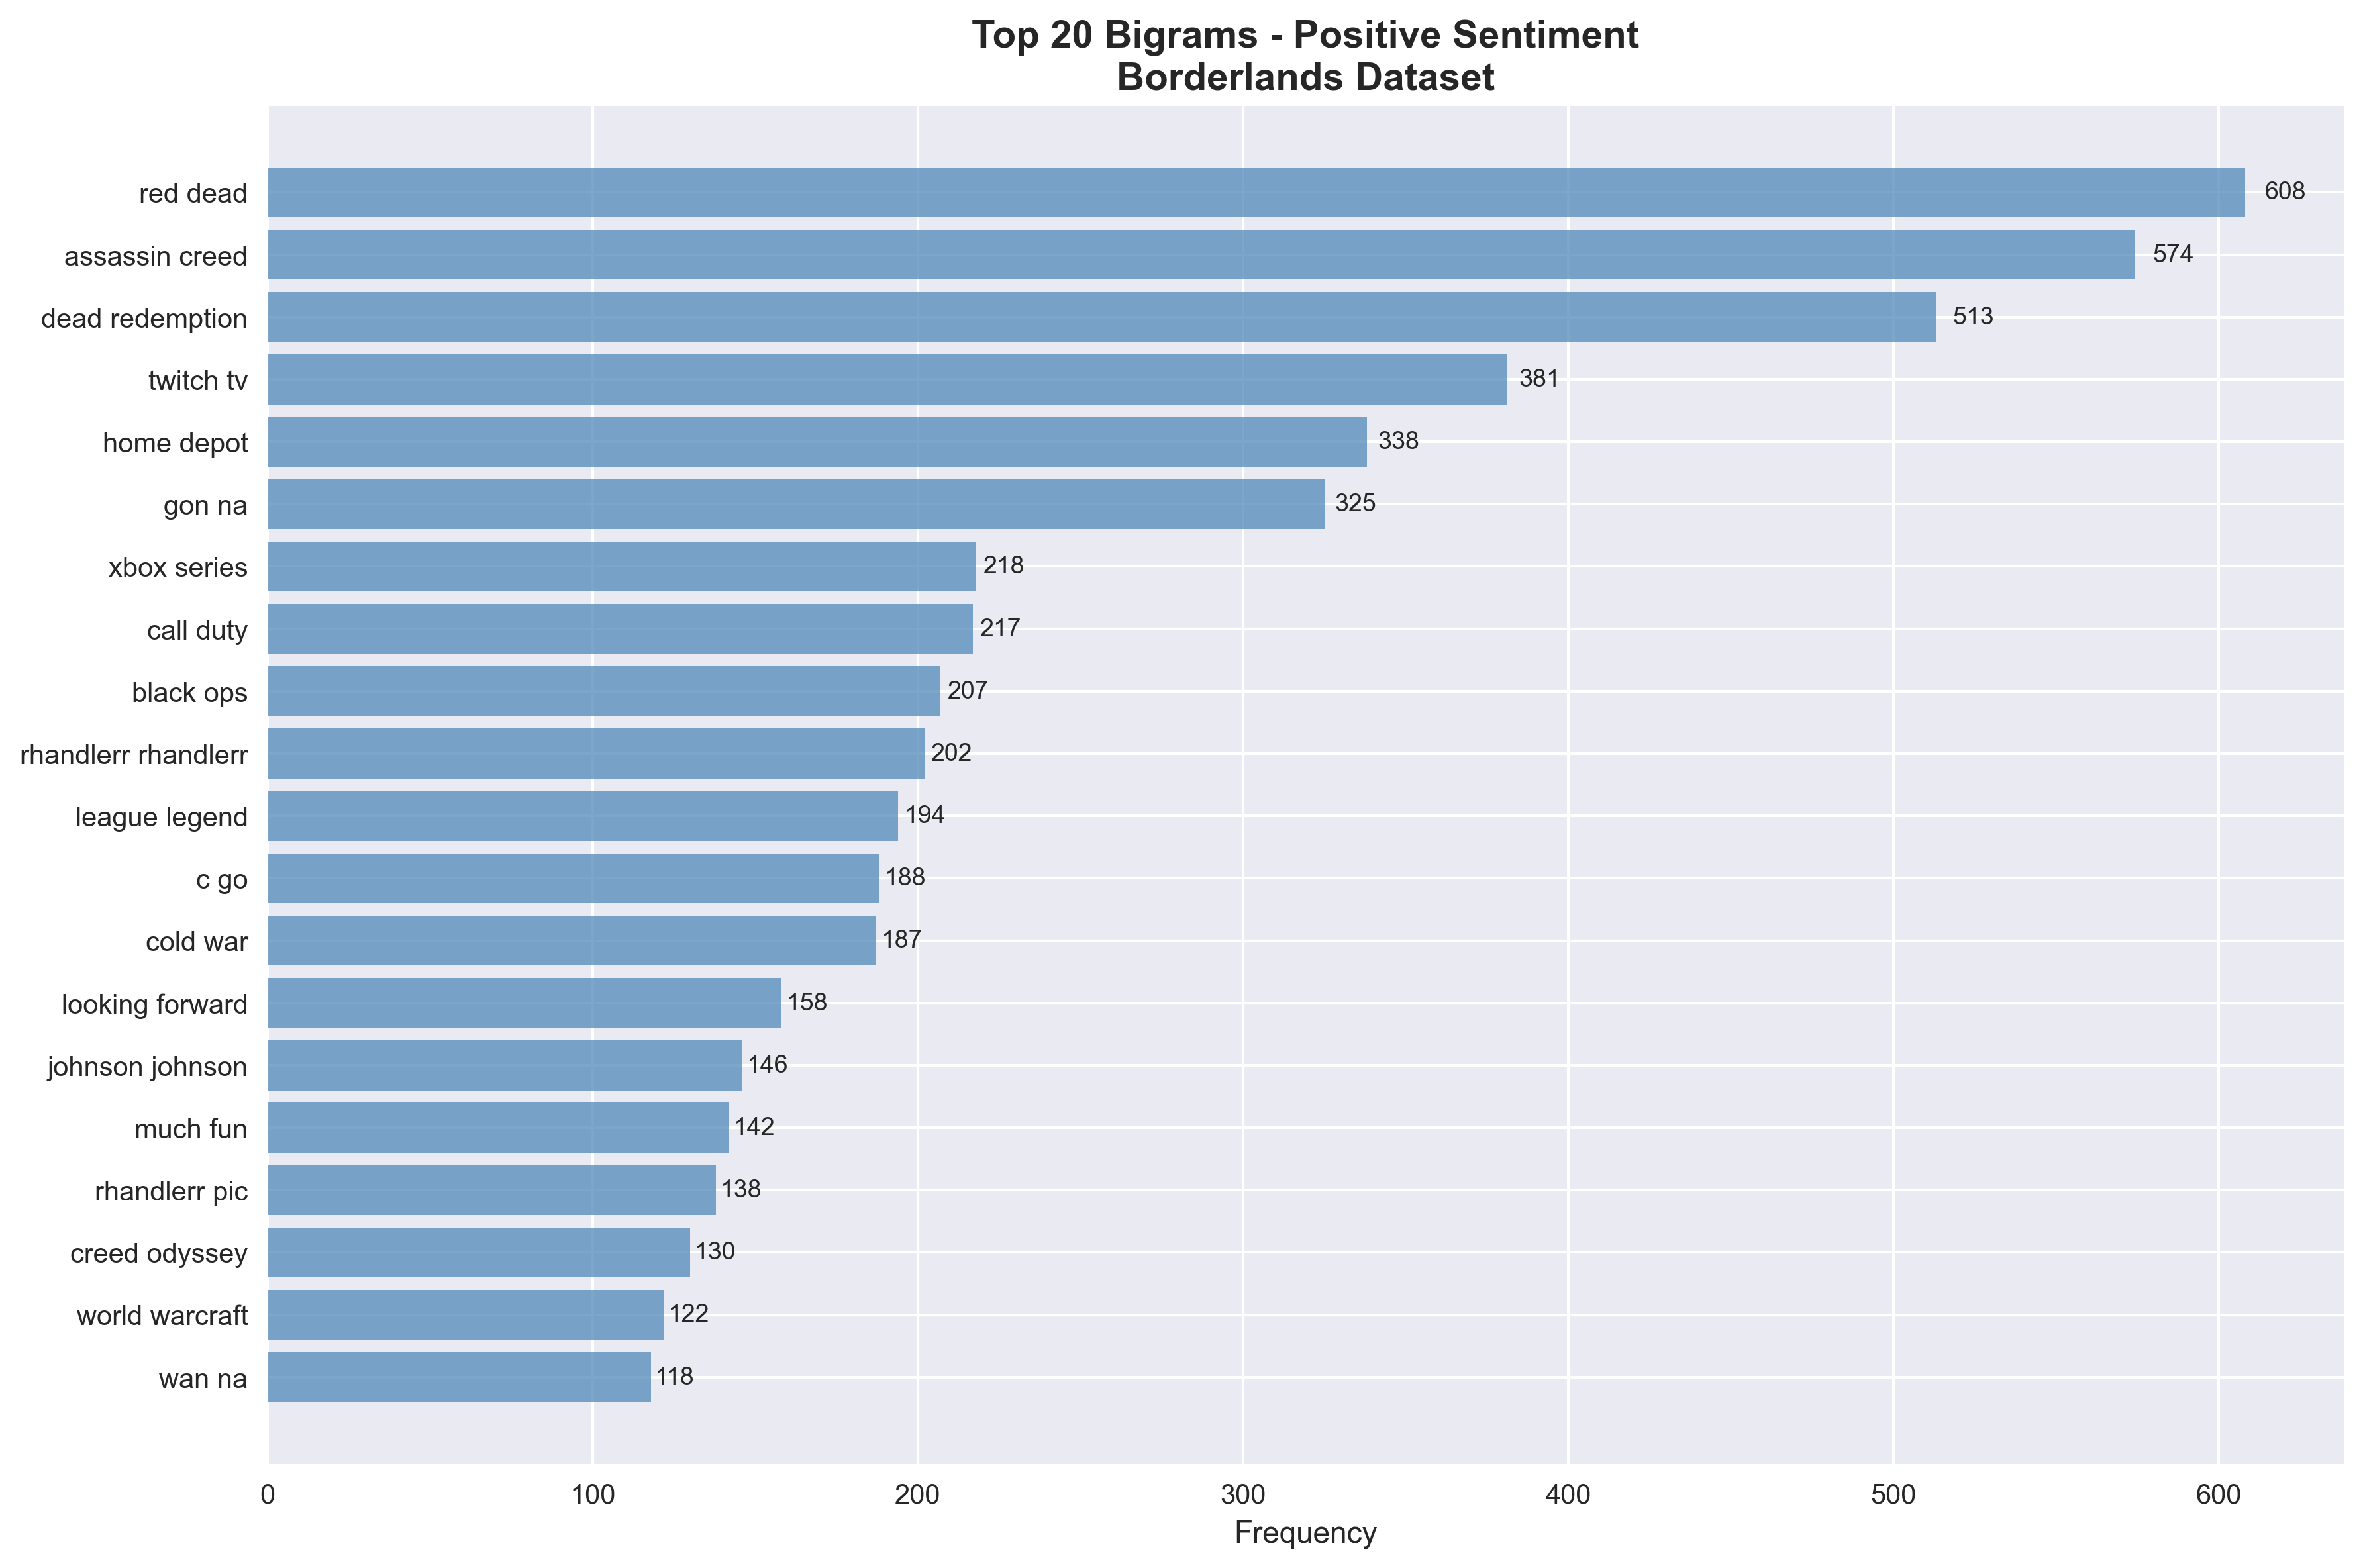 Top 20 Bigrams - Positive Sentiment
Borderlands Dataset
red dead 608
assassin creed 574
dead redemption 513
twitch tv 381
home depot 338
gon na 325
xbox series 218
call duty 217
black ops 207
rhandlerr rhandlerr 202
league legend 194
c go 188
cold war 187
looking forward 158
johnson johnson 146
much fun 142
rhandlerr pic 138
creed odyssey 130
world warcraft 122
wan na 118
0 100 200 300 400 500 600
Frequency